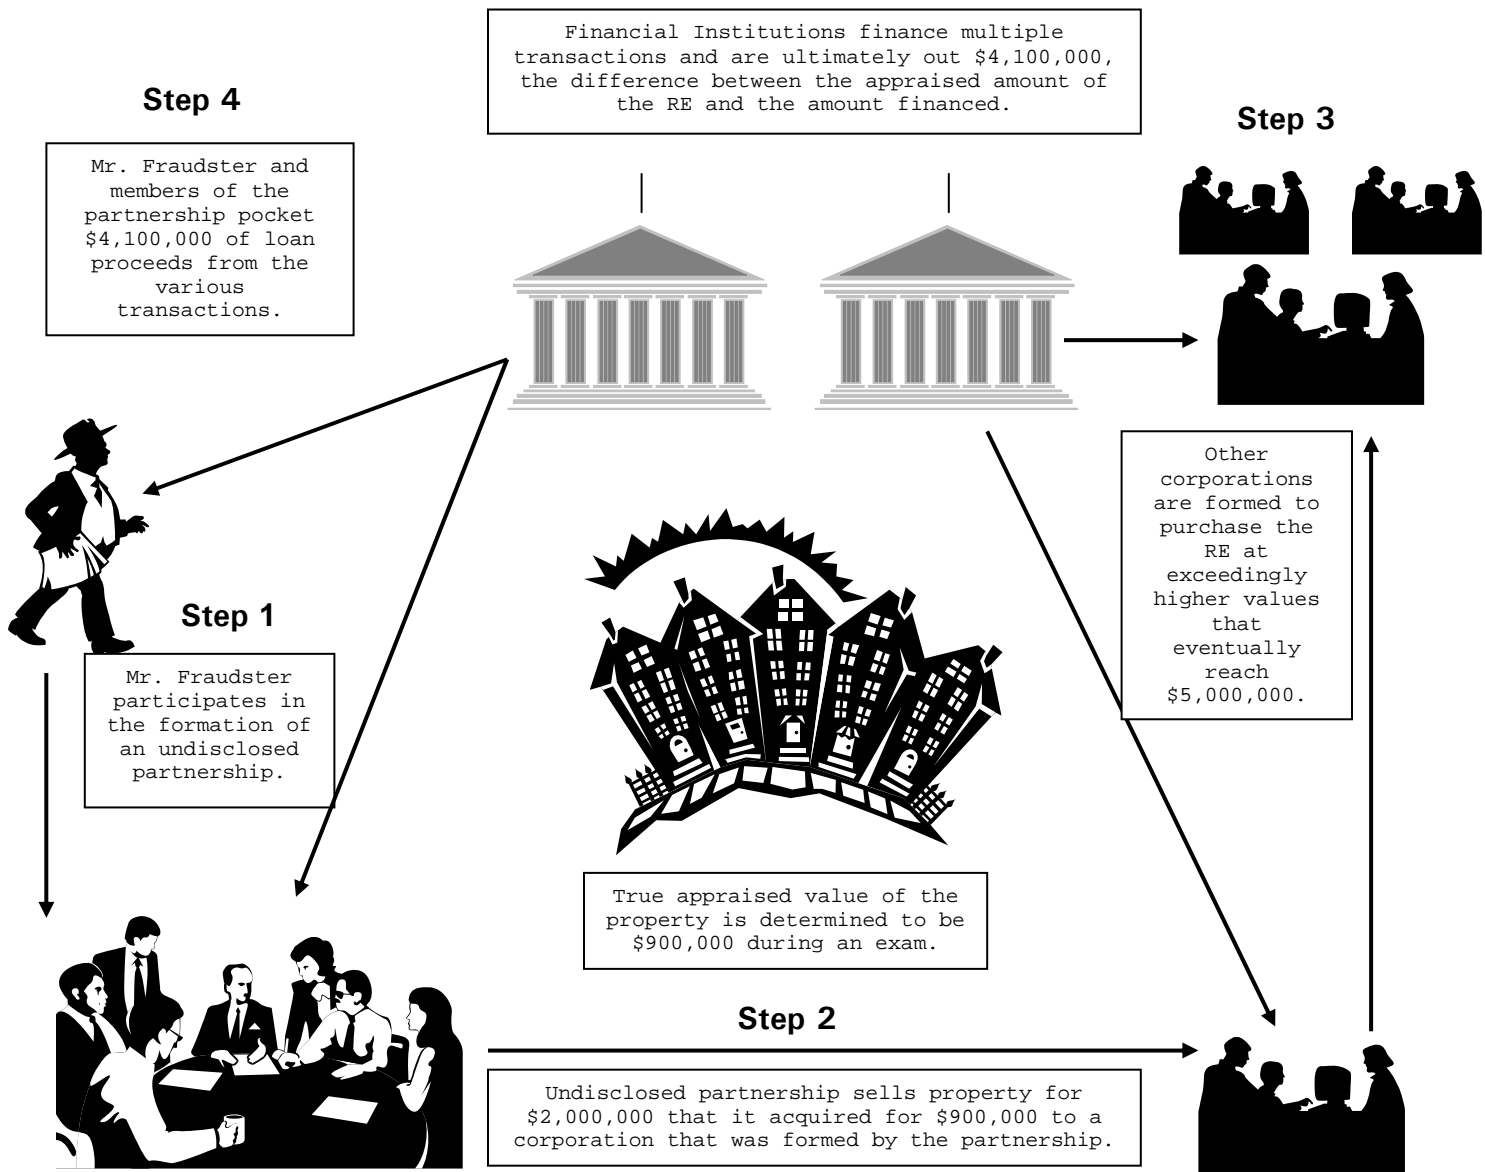 Financial Institutions finance multiple
transactions and are ultimately out $4,100,000,
the difference between the appraised amount of
the RE and the amount financed.
Step 4
Mr. Fraudster and
members of the
partnership pocket
$4,100,000 of loan
proceeds from the
various
transactions.
Step 3
Other
corporations
are formed to
purchase the
RE at
exceedingly
higher values
that
eventually
reach
$5,000,000.
Step 1
Mr. Fraudster
participates in
the formation of
an undisclosed
partnership.
True appraised value of the
property is determined to be
$900,000 during an exam.
Step 2
Undisclosed partnership sells property for
$2,000,000 that it acquired for $900,000 to a
corporation that was formed by the partnership.